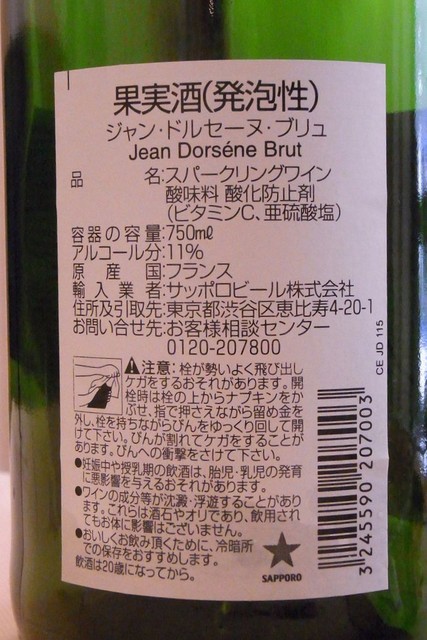 果実酒(発泡性)
ジャン・ドルセーヌ・ブリュ
Jean Dorséne Brut
品名:スパークリングワイン
酸味料 酸化防止剤
(ビタミンC、亜硫酸塩)
容器の容量:750mℓ
アルコール分:11%
原産国:フランス
輸入業者:サッポロビール株式会社
住所及引取先:東京都渋谷区恵比寿4-20-1
お問い合せ先:お客様相談センター
0120-207800
注意:栓が勢いよく飛び出し
ケガをするおそれがあります。開
栓時は栓の上からナプキンをか
ぶせ、指で押さえながら留め金を
外し、栓を持ちながらびんをゆっくり回して開
けて下さい。びんが割れてケガをすることが
あります。びんへの衝撃をさけて下さい。
●妊娠中や授乳期の飲酒は、胎児・乳児の発育
に悪影響を与えるおそれがあります。
●ワインの成分等が沈澱・浮遊することがあり
ます。これらは酒石やオリであり、飲用され
てもお体に影響はございません。
●おいしくお飲み頂くために、冷暗所
での保存をおすすめします。
飲酒は20歳になってから。
SAPPORO
CE JD 115
3 245590 207003